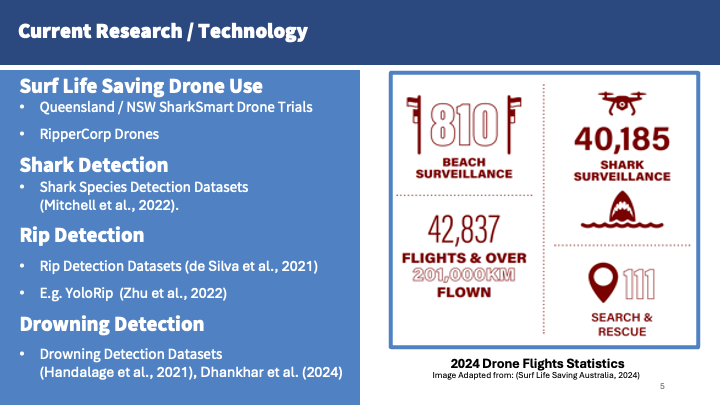 Current Research / Technology
Surf Life Saving Drone Use
• Queensland / NSW SharkSmart Drone Trials
• RipperCorp Drones
Shark Detection
• Shark Species Detection Datasets
(Mitchell et al., 2022).
Rip Detection
• Rip Detection Datasets (de Silva et al., 2021)
• E.g. YoloRip (Zhu et al., 2022)
Drowning Detection
• Drowning Detection Datasets
(Handalage et al., 2021), Dhankhar et al. (2024)
810
BEACH
SURVEILLANCE
40,185
SHARK
SURVEILLANCE
42,837
FLIGHTS & OVER
201,000KM
FLOWN
111
SEARCH &
RESCUE
2024 Drone Flights Statistics
Image Adapted from: (Surf Life Saving Australia, 2024)
5